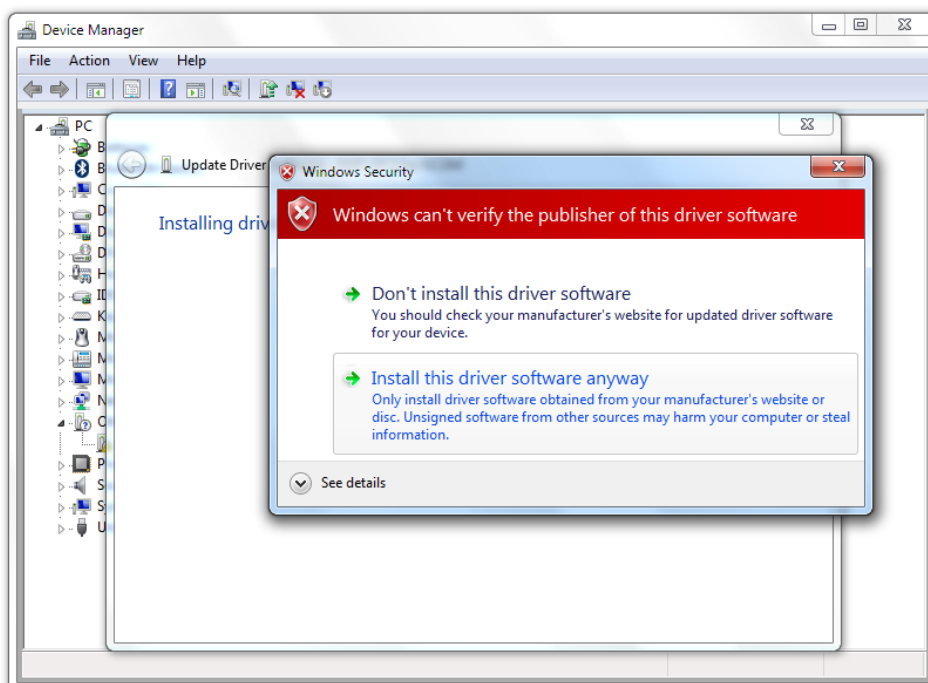 Device Manager
File Action View Help
PC
Update Driver
Installing driv
Windows Security
Windows can't verify the publisher of this driver software
Don't install this driver software
You should check your manufacturer's website for updated driver software
for your device.
Install this driver software anyway
Only install driver software obtained from your manufacturer's website or
disc. Unsigned software from other sources may harm your computer or steal
information.
See details